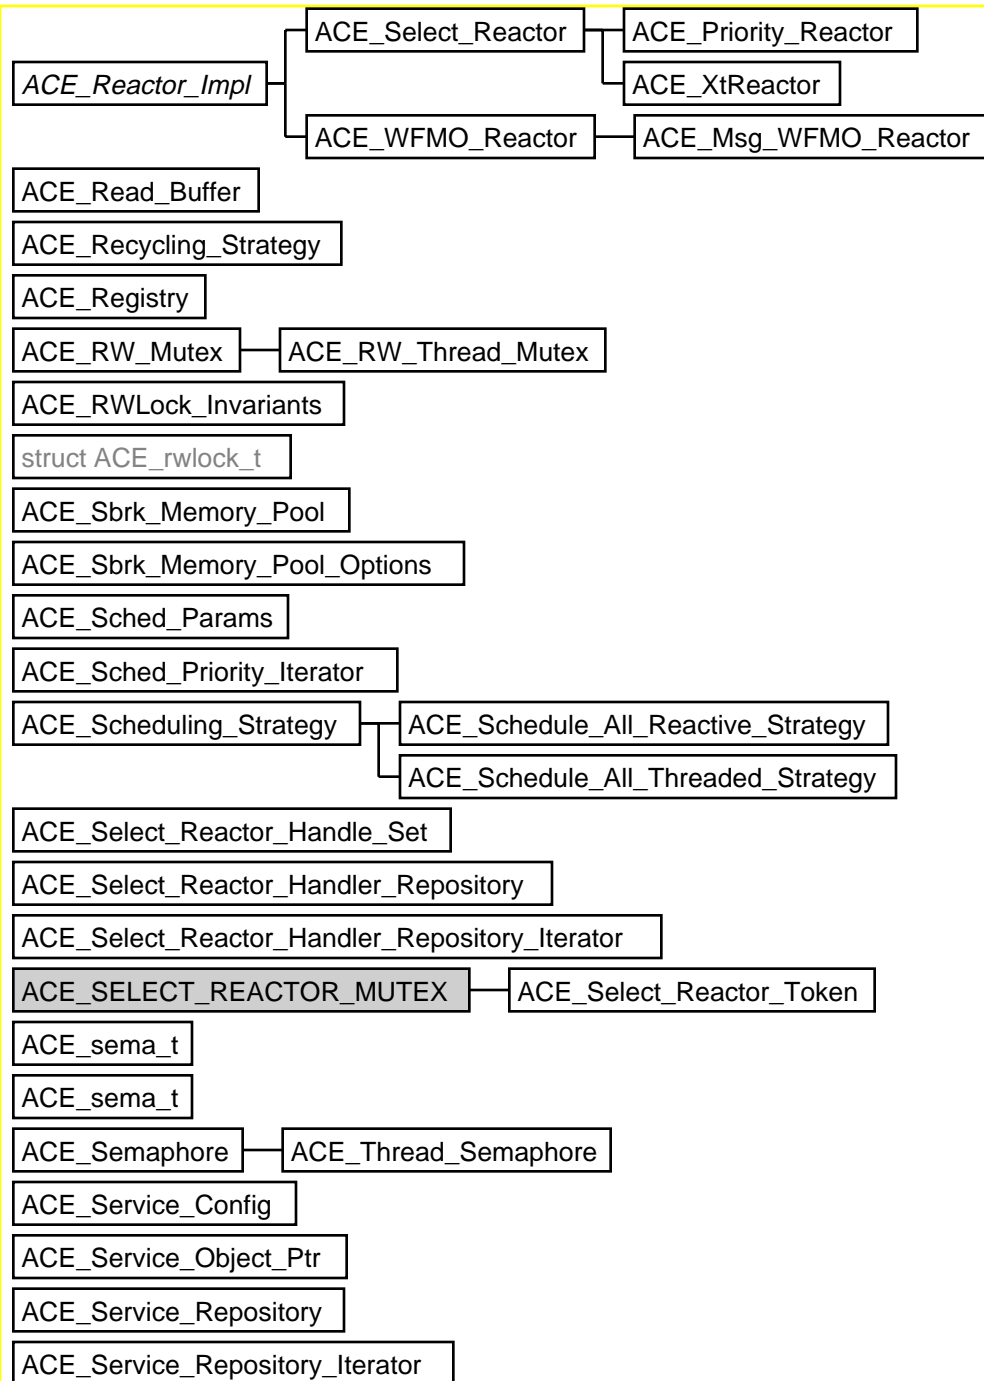 ACE_Select_Reactor ACE_Priority_Reactor
ACE_Reactor_Impl ACE_XtReactor
ACE_WFMO_Reactor ACE_Msg_WFMO_Reactor
ACE_Read_Buffer
ACE_Recycling_Strategy
ACE_Registry
ACE_RW_Mutex ACE_RW_Thread_Mutex
ACE_RWLock_Invariants
struct ACE_rwlock_t
ACE_Sbrk_Memory_Pool
ACE_Sbrk_Memory_Pool_Options
ACE_Sched_Params
ACE_Sched_Priority_Iterator
ACE_Scheduling_Strategy ACE_Schedule_All_Reactive_Strategy
ACE_Schedule_All_Threaded_Strategy
ACE_Select_Reactor_Handle_Set
ACE_Select_Reactor_Handler_Repository
ACE_Select_Reactor_Handler_Repository_Iterator
ACE_SELECT_REACTOR_MUTEX ACE_Select_Reactor_Token
ACE_sema_t
ACE_sema_t
ACE_Semaphore ACE_Thread_Semaphore
ACE_Service_Config
ACE_Service_Object_Ptr
ACE_Service_Repository
ACE_Service_Repository_Iterator